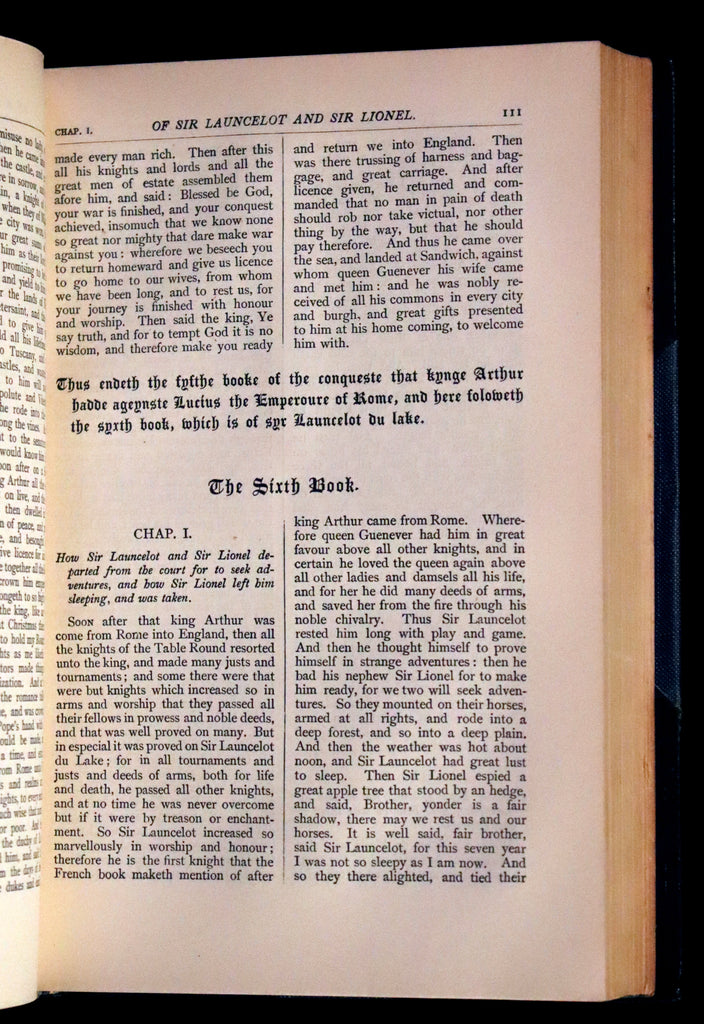 CHAP. I.
OF SIR LAUNCELOT AND SIR LIONEL.
111
made every man rich. Then after this
all his knights and lords and all the
great men of estate assembled them
afore him, and said: Blessed be God,
your war is finished, and your conquest
achieved, insomuch that we know none
so great nor mighty that dare make war
against you: wherefore we beseech you
to return homeward and give us licence
to go home to our wives, from whom
we have been long, and to rest us, for
your journey is finished with honour
and worship. Then said the king, Ye
say truth, and for to tempt God it is no
wisdom, and therefore make you ready
and return we into England. Then
was there trussing of harness and bag-
gage, and great carriage. And after
licence given, he returned and com-
manded that no man in pain of death
should rob nor take victual, nor other
thing by the way, but that he should
pay therefore. And thus he came over
the sea, and landed at Sandwich, against
whom queen Guenever his wife came
and met him: and he was nobly re-
ceived of all his commons in every city
and burgh, and great gifts presented
to him at his home coming, to welcome
him with.
Thus endeth the fyfthe booke of the conqueste that kynge Arthur
hadde ageynste Lucius the Emperoure of Rome, and here foloweth
the syxth book, which is of syr Launcelot du lake.
The Sixth Book.
CHAP. I.
How Sir Launcelot and Sir Lionel de-
parted from the court for to seek ad-
ventures, and how Sir Lionel left him
sleeping, and was taken.
SOON after that king Arthur was
come from Rome into England, then all
the knights of the Table Round resorted
unto the king, and made many justs and
tournaments; and some there were that
were but knights which increased so in
arms and worship that they passed all
their fellows in prowess and noble deeds,
and that was well proved on many. But
in especial it was proved on Sir Launcelot
du Lake; for in all tournaments and
justs and deeds of arms, both for life
and death, he passed all other knights,
and at no time he was never overcome
but if it were by treason or enchant-
ment. So Sir Launcelot increased so
marvellously in worship and honour;
therefore he is the first knight that the
French book maketh mention of after
king Arthur came from Rome. Where-
fore queen Guenever had him in great
favour above all other knights, and in
certain he loved the queen again above
all other ladies and damsels all his life,
and for her he did many deeds of arms,
and saved her from the fire through his
noble chivalry. Thus Sir Launcelot
rested him long with play and game.
And then he thought himself to prove
himself in strange adventures: then he
bad his nephew Sir Lionel for to make
him ready, for we two will seek adven-
tures. So they mounted on their horses,
armed at all rights, and rode into a
deep forest, and so into a deep plain.
And then the weather was hot about
noon, and Sir Launcelot had great lust
to sleep. Then Sir Lionel espied a
great apple tree that stood by an hedge,
and said, Brother, yonder is a fair
shadow, there may we rest us and our
horses. It is well said, fair brother,
said Sir Launcelot, for this seven year
I was not so sleepy as I am now. And
so they there alighted, and tied their